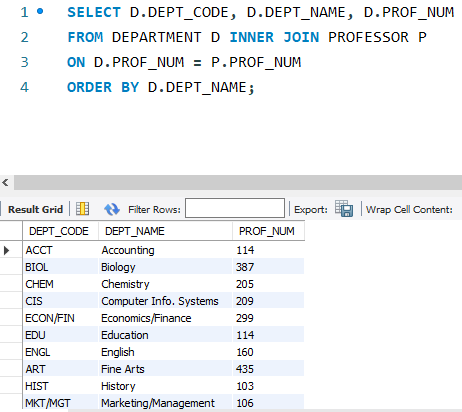 1 SELECT D.DEPT_CODE, D.DEPT_NAME, D.PROF_NUM
2 FROM DEPARTMENT D INNER JOIN PROFESSOR P
3 ON D.PROF_NUM = P.PROF_NUM
4 ORDER BY D.DEPT_NAME;
Result Grid Filter Rows: Export: Wrap Cell Content:
DEPT_CODE DEPT_NAME PROF_NUM
ACCT Accounting 114
BIOL Biology 387
CHEM Chemistry 205
CIS Computer Info. Systems 209
ECON/FIN Economics/Finance 299
EDU Education 114
ENGL English 160
ART Fine Arts 435
HIST History 103
MKT/MGT Marketing/Management 106